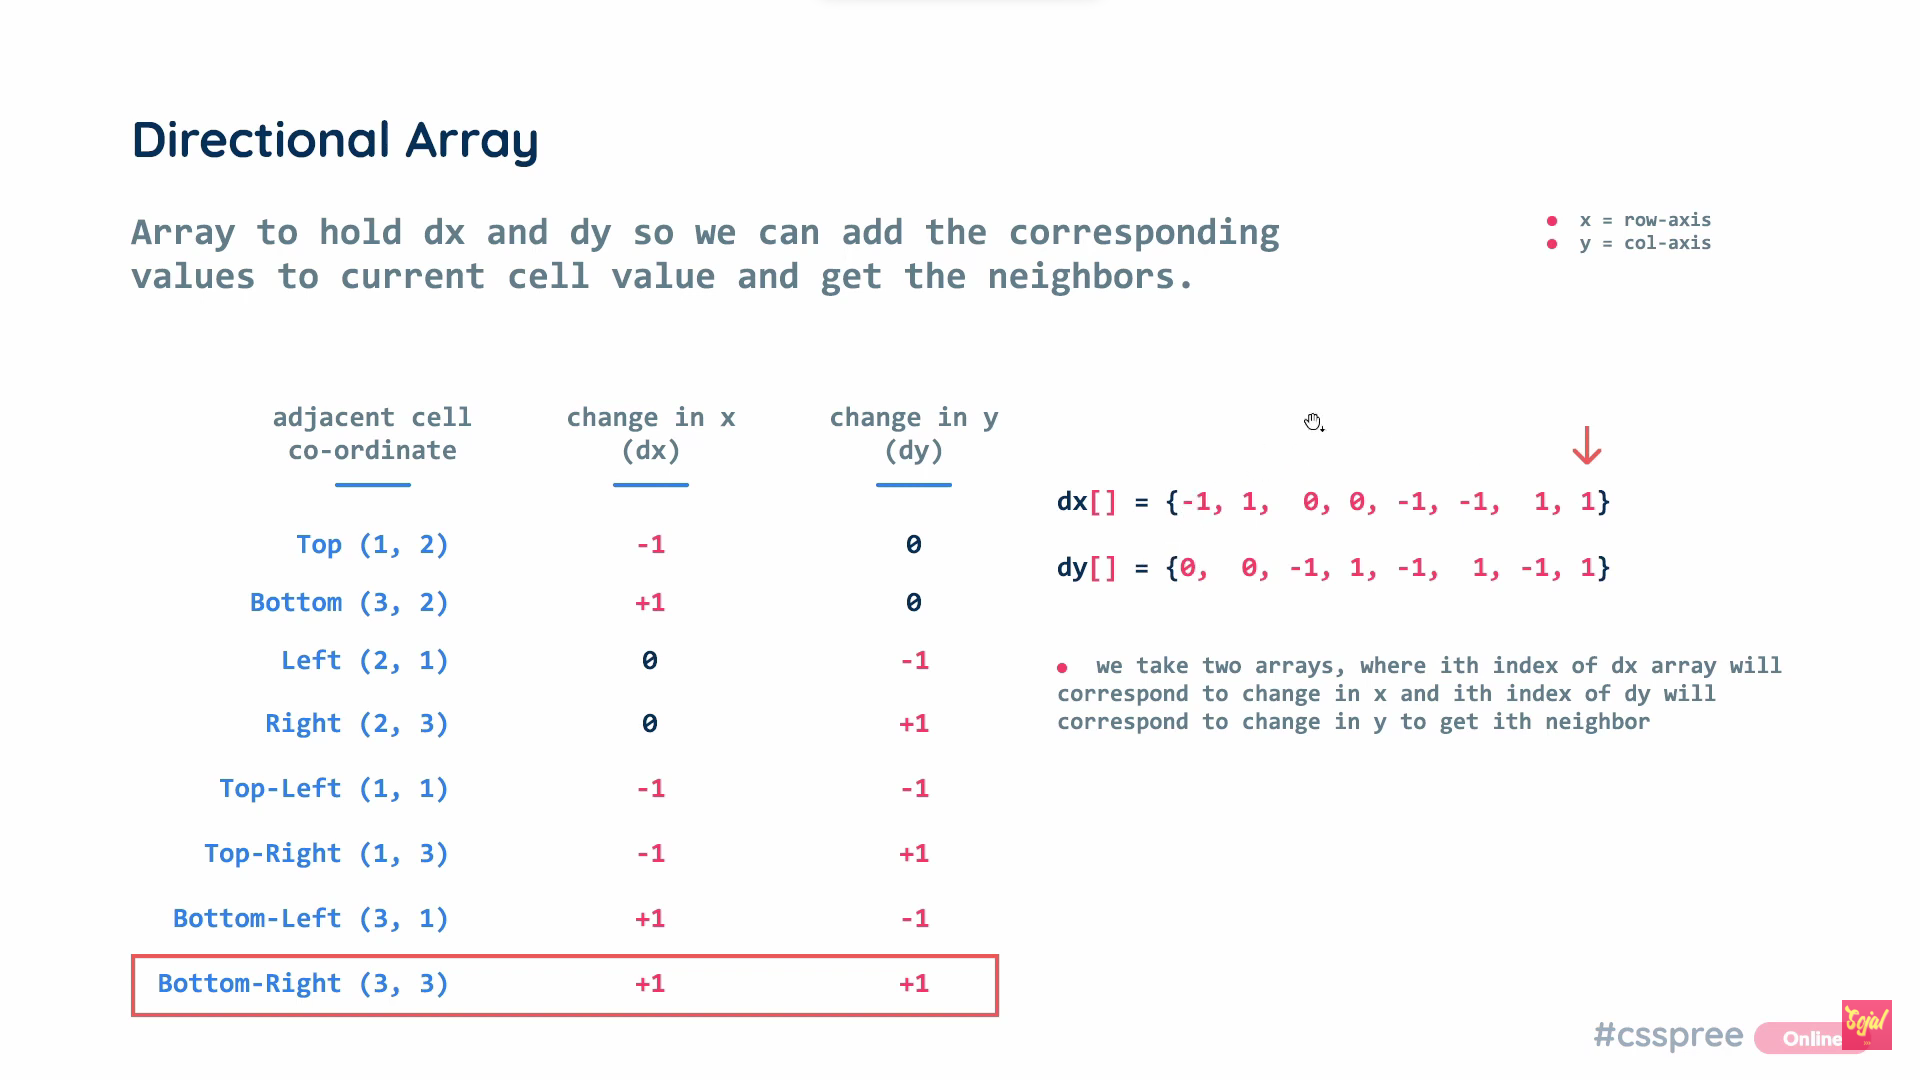 Directional Array
Array to hold dx and dy so we can add the corresponding
values to current cell value and get the neighbors.
x = row-axis
y = col-axis
adjacent cell
co-ordinate
change in x
(dx)
change in y
(dy)
Top (1, 2) -1 0
Bottom (3, 2) +1 0
Left (2, 1) 0 -1
Right (2, 3) 0 +1
Top-Left (1, 1) -1 -1
Top-Right (1, 3) -1 +1
Bottom-Left (3, 1) +1 -1
Bottom-Right (3, 3) +1 +1
dx[] = {-1, 1, 0, 0, -1, -1, 1, 1}
dy[] = {0, 0, -1, 1, -1, 1, -1, 1}
we take two arrays, where ith index of dx array will
correspond to change in x and ith index of dy will
correspond to change in y to get ith neighbor
#csspree
Online
Sojal